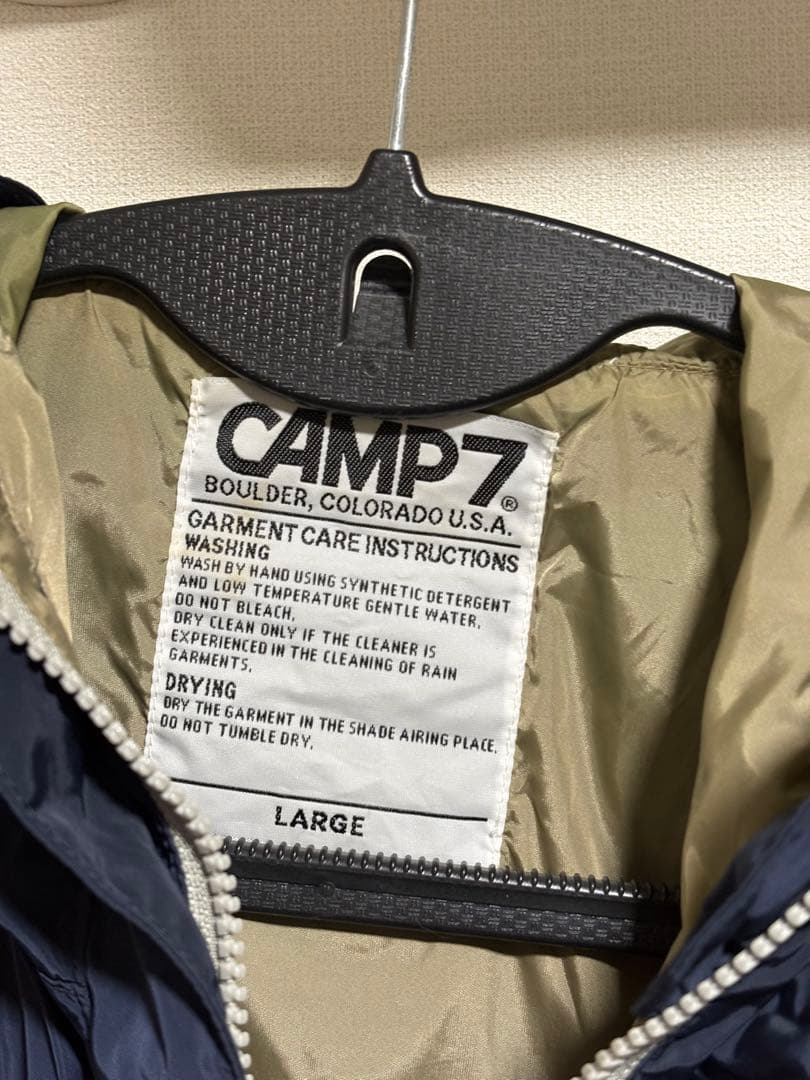 CAMP7®
BOULDER, COLORADO U.S.A.
GARMENT CARE INSTRUCTIONS
WASHING
WASH BY HAND USING SYNTHETIC DETERGENT
AND LOW TEMPERATURE GENTLE WATER.
DO NOT BLEACH.
DRY CLEAN ONLY IF THE CLEANER IS
EXPERIENCED IN THE CLEANING OF RAIN
GARMENTS.
DRYING
DRY THE GARMENT IN THE SHADE AIRING PLACE.
DO NOT TUMBLE DRY.
LARGE